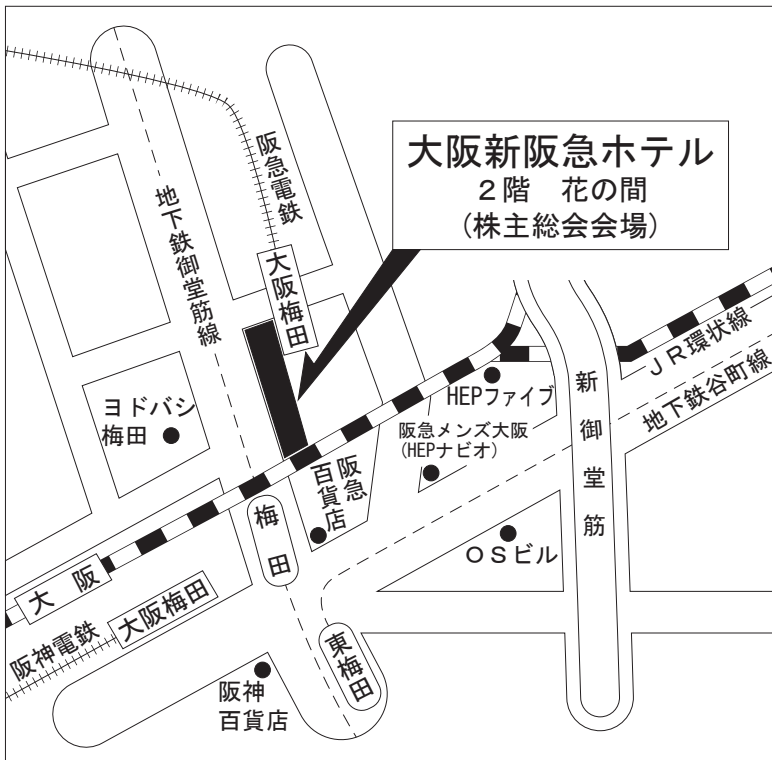 大阪新阪急ホテル
2階 花の間
(株主総会会場)
阪急電鉄
地下鉄御堂筋線
大阪梅田
ヨドバシ
梅田
HEPファイブ
阪急メンズ大阪
(HEPナビオ)
JR環状線
地下鉄谷町線
新御堂筋
阪急
百貨店
梅田
OSビル
大阪
大阪梅田
阪神電鉄
東梅田
阪神
百貨店